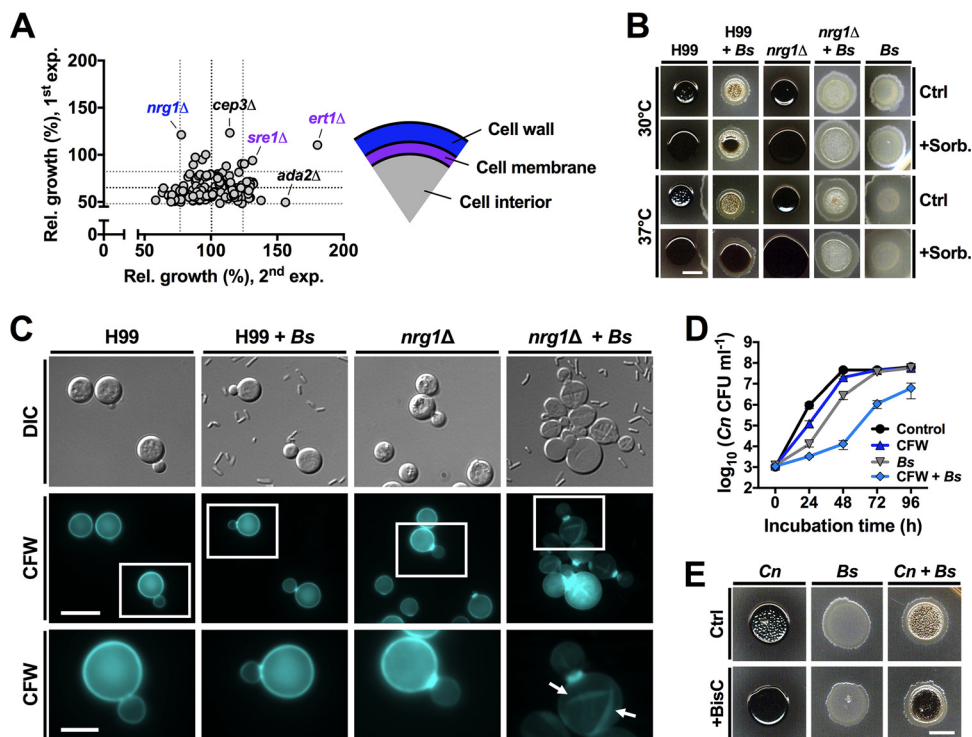 A
Rel. growth (%), 1st exp.
200
150
100
50
0
nrg1Δ
cep3Δ
ert1Δ
sre1Δ
ada2Δ
0
50
100
150
200
Rel. growth (%), 2nd exp.
Cell wall
Cell membrane
Cell interior
B
H99
H99 + Bs
nrg1Δ
nrg1Δ + Bs
Bs
30°C
Ctrl
+Sorb.
37°C
Ctrl
+Sorb.
C
H99
H99 + Bs
nrg1Δ
nrg1Δ + Bs
DIC
CFW
CFW
D
log10 (Cn CFU ml-1)
9
8
7
6
5
4
3
2
0
24
48
72
96
Incubation time (h)
Control
CFW
Bs
CFW + Bs
E
Cn
Bs
Cn + Bs
Ctrl
+BisC